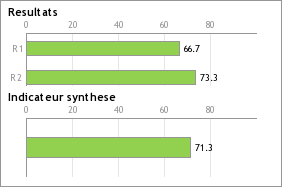 Resultats
0 20 40 60 80
R1 66.7
R2 73.3
Indicateur synthese
0 20 40 60 80
71.3